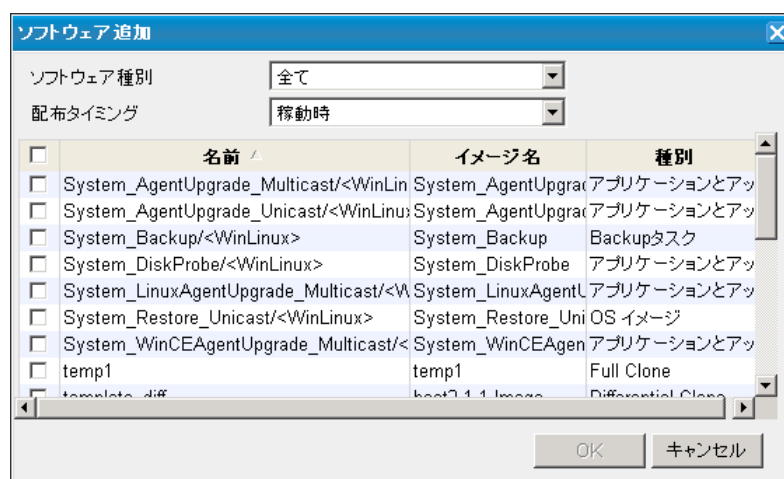 ソフトウェア追加
ソフトウェア種別 全て
配布タイミング 稼動時
名前 イメージ名 種別
System_AgentUpgrade_Multicast/<WinLin System_AgentUpgrad アプリケーションとアッ
System_AgentUpgrade_Unicast/<WinLinux System_AgentUpgrad アプリケーションとアッ
System_Backup/<WinLinux> System_Backup Backupタスク
System_DiskProbe/<WinLinux> System_DiskProbe アプリケーションとアッ
System_LinuxAgentUpgrade_Multicast/<W System_LinuxAgentU アプリケーションとアッ
System_Restore_Unicast/<WinLinux> System_Restore_Uni OS イメージ
System_WinCEAgentUpgrade_Multicast/< System_WinCEAgen アプリケーションとアッ
temp1 temp1 Full Clone
template_diff host2-1-1 Image Differential Clone
OK キャンセル